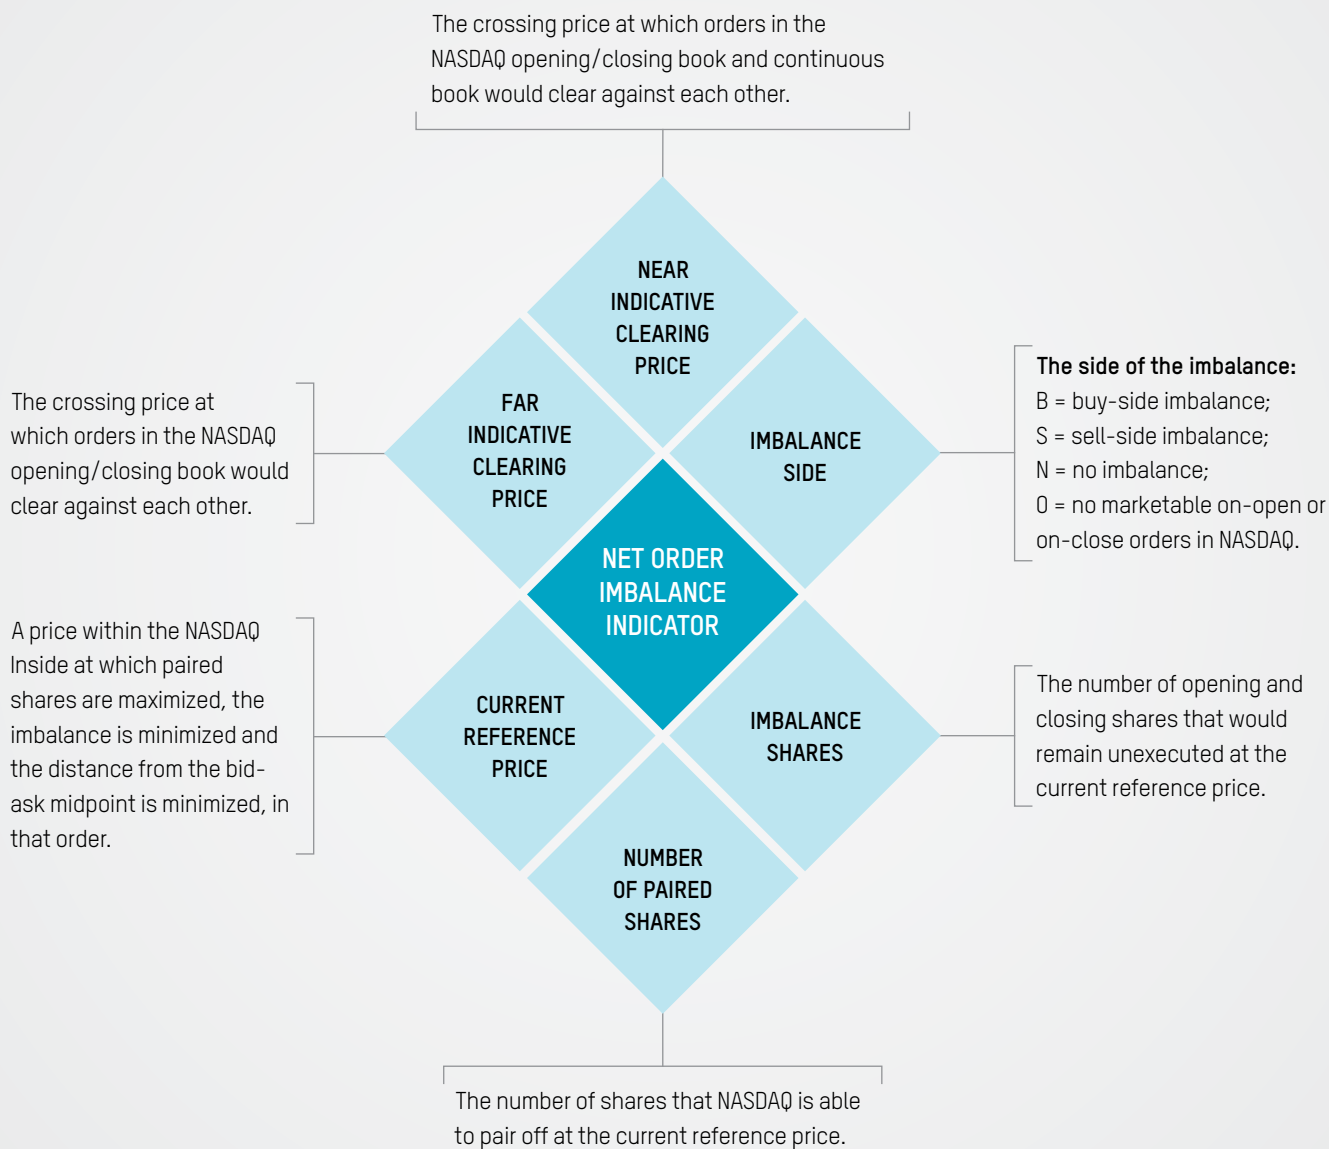 The crossing price at which orders in the
NASDAQ opening/closing book and continuous
book would clear against each other.
NEAR
INDICATIVE
CLEARING
PRICE
FAR
INDICATIVE
CLEARING
PRICE
The crossing price at
which orders in the NASDAQ
opening/closing book would
clear against each other.
IMBALANCE
SIDE
The side of the imbalance:
B = buy-side imbalance;
S = sell-side imbalance;
N = no imbalance;
O = no marketable on-open or
on-close orders in NASDAQ.
NET ORDER
IMBALANCE
INDICATOR
A price within the NASDAQ
Inside at which paired
shares are maximized, the
imbalance is minimized and
the distance from the bid-
ask midpoint is minimized, in
that order.
CURRENT
REFERENCE
PRICE
IMBALANCE
SHARES
The number of opening and
closing shares that would
remain unexecuted at the
current reference price.
NUMBER
OF PAIRED
SHARES
The number of shares that NASDAQ is able
to pair off at the current reference price.